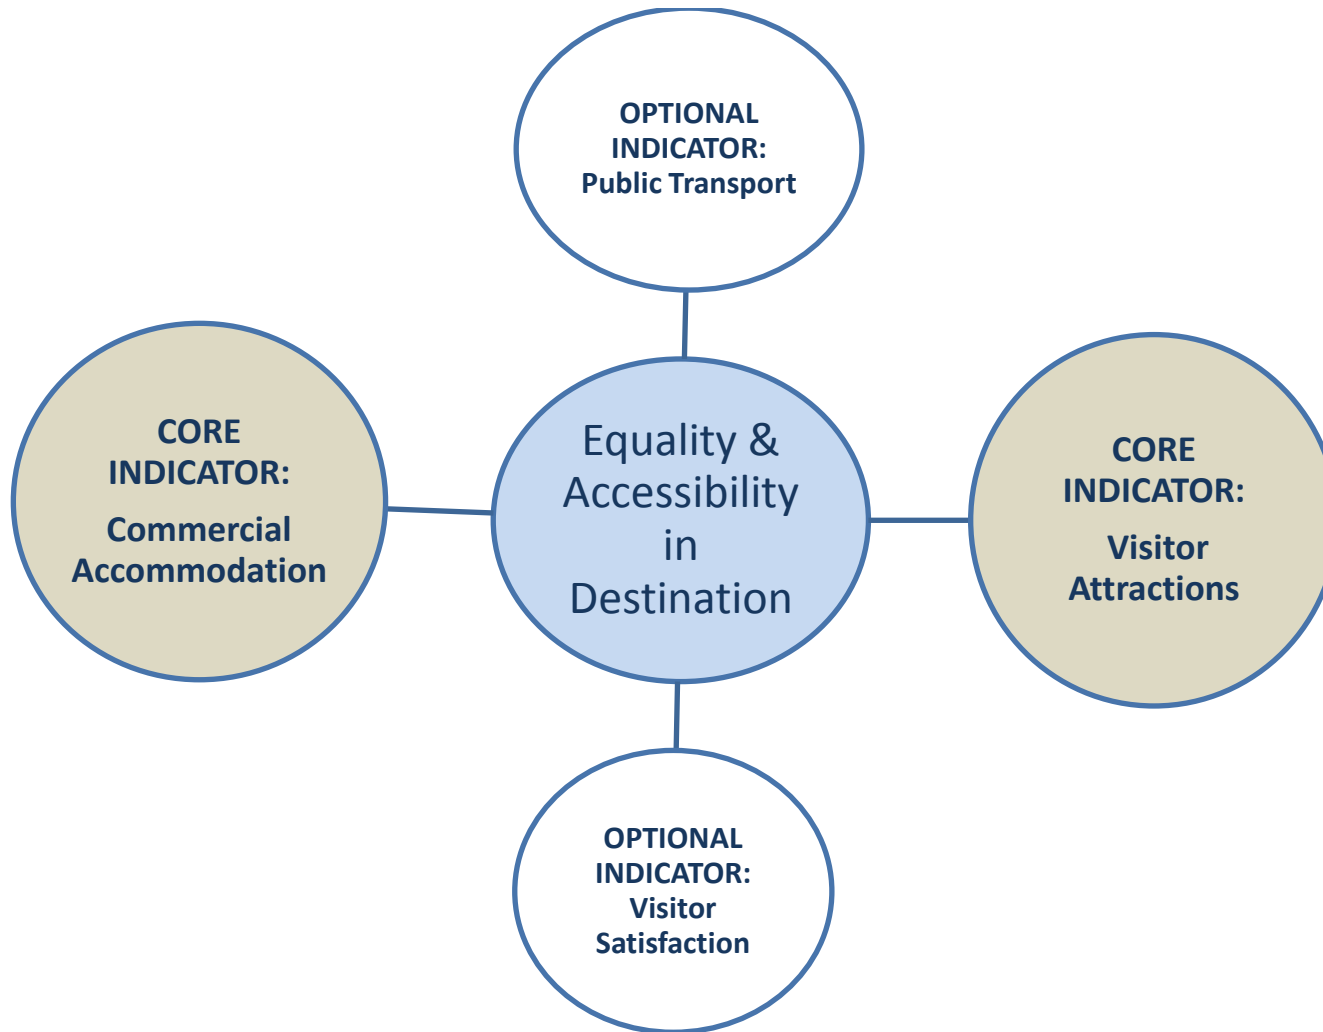 OPTIONAL
INDICATOR:
Public Transport
CORE
INDICATOR:
Commercial
Accommodation
Equality &
Accessibility
in
Destination
CORE
INDICATOR:
Visitor
Attractions
OPTIONAL
INDICATOR:
Visitor
Satisfaction